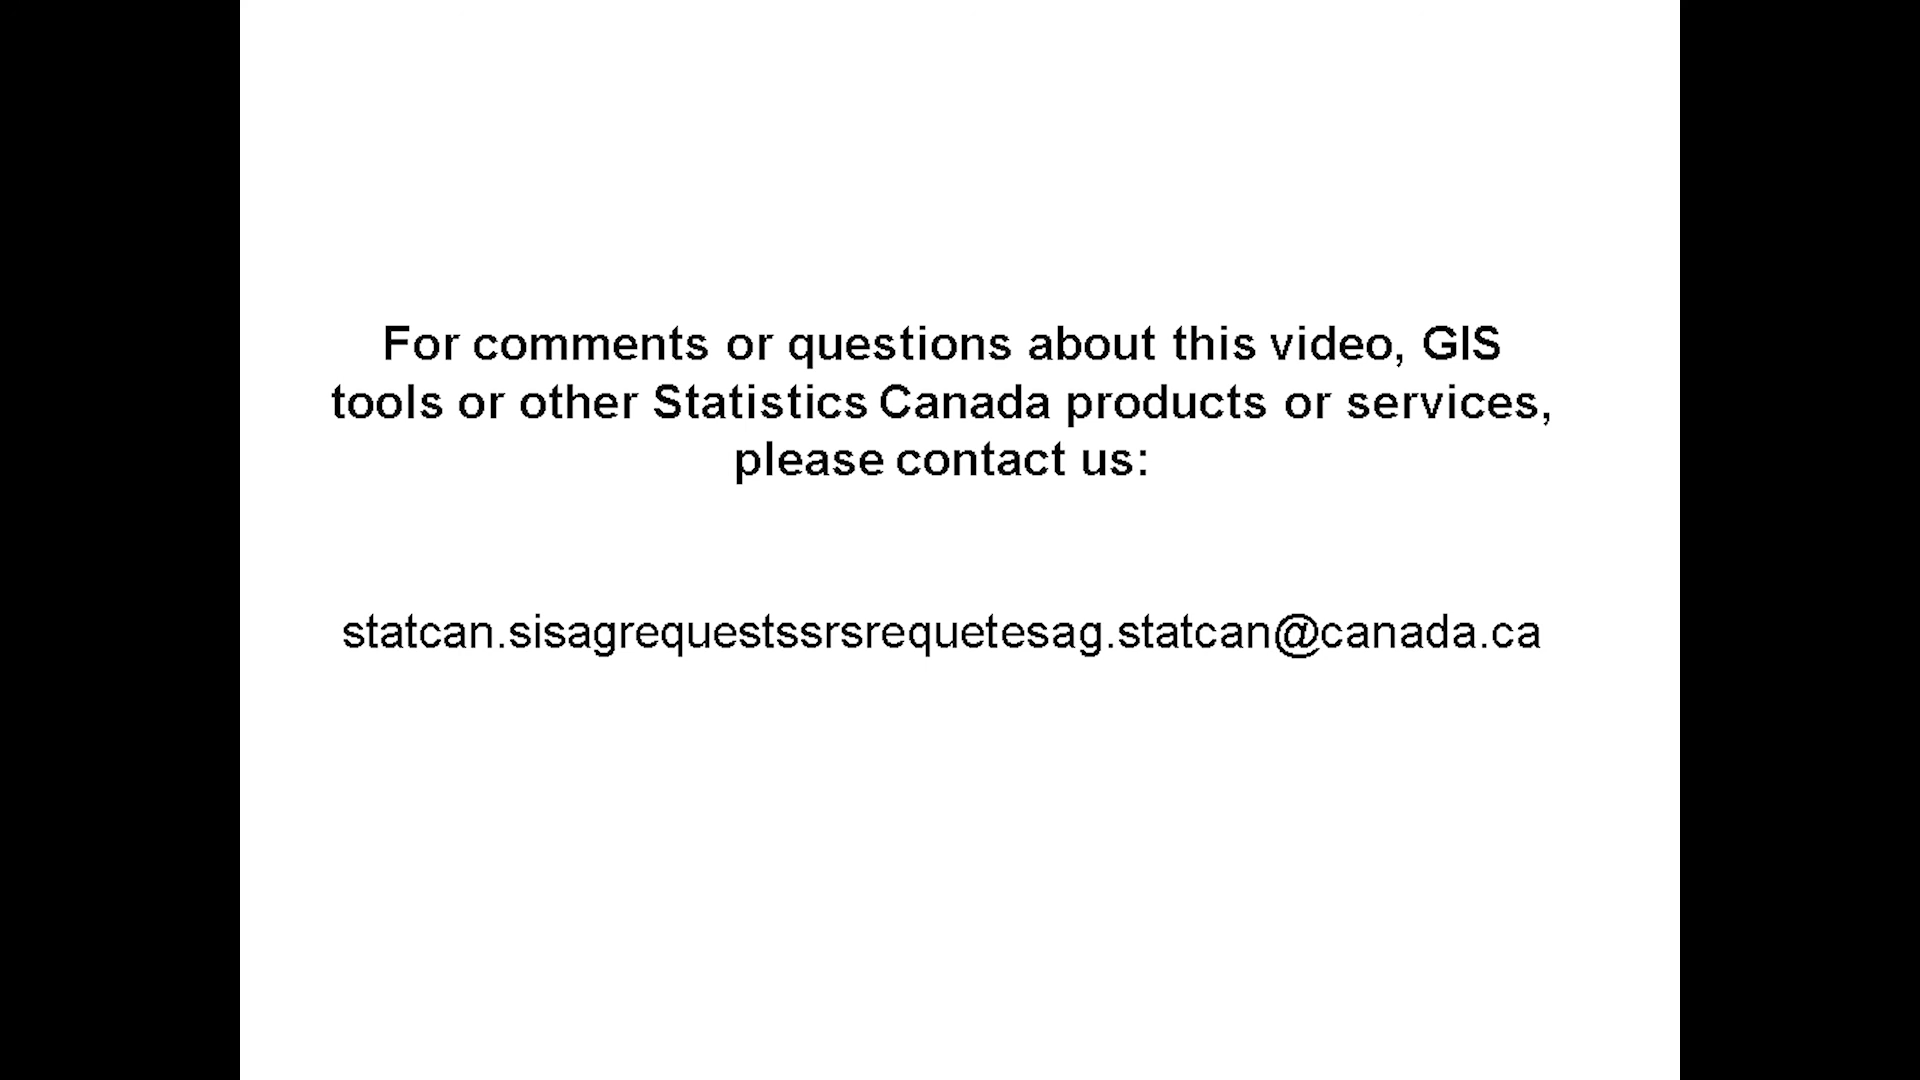 For comments or questions about this video, GIS
tools or other Statistics Canada products or services,
please contact us:
statcan.sisagrequestssrsrequetesag.statcan@canada.ca